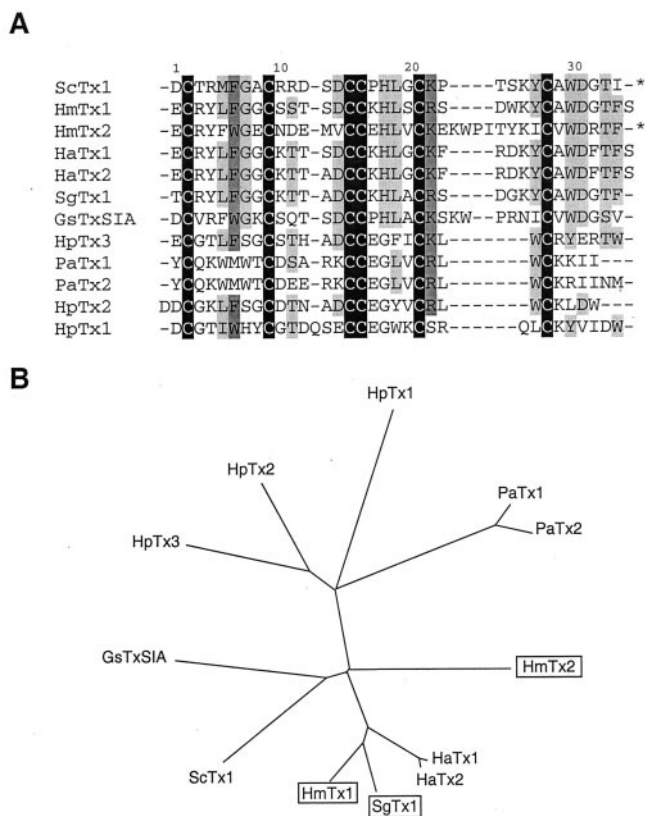 A
1 10 20 30
ScTx1 -DCTRMFGACRRD-SDCCPHLGCKP-----TSKYCAWDGTI-*
HmTx1 -ECRYLFGGCSST-SDCCKHLSCRS-----DWKYCAWDGTFS
HmTx2 -ECRYFWGECNDE-MVCCEHLVCKEKWPITYKICVWDRTF-*
HaTx1 -ECRYLFGGCKTT-SDCCKHLGCKF-----RDKYCAWDFTFS
HaTx2 -ECRYLFGGCKTT-ADCCKHLGCKF-----RDKYCAWDFTFS
SgTx1 -TCRYLFGGCKTT-ADCCKHLACRS-----DGKYCAWDGTF-
GsTxSIA -DCVRFWGKCSQT-SDCCPHLACKSKW--PRNICVWDGSV-
HpTx3 -ECGTLFSGCSTH-ADCCEGFICKL-------WCRYERTW-
PaTx1 -YCQKWMWTCDSA-RKCCEGLVCRL-------WCKKII---
PaTx2 -YCQKWMWTCDEE-RKCCEGLVCRL-------WCKRIINM-
HpTx2 DDCGKLFSGCDTN-ADCCEGYVCRL-------WCKLDW---
HpTx1 -DCGTIWHYCGTDQSECCEGWKCSR------QLCKYVIDW-
B
HpTx1
HpTx2
PaTx1
PaTx2
HpTx3
GsTxSIA
HmTx2
HaTx1
ScTx1
HaTx2
HmTx1
SgTx1